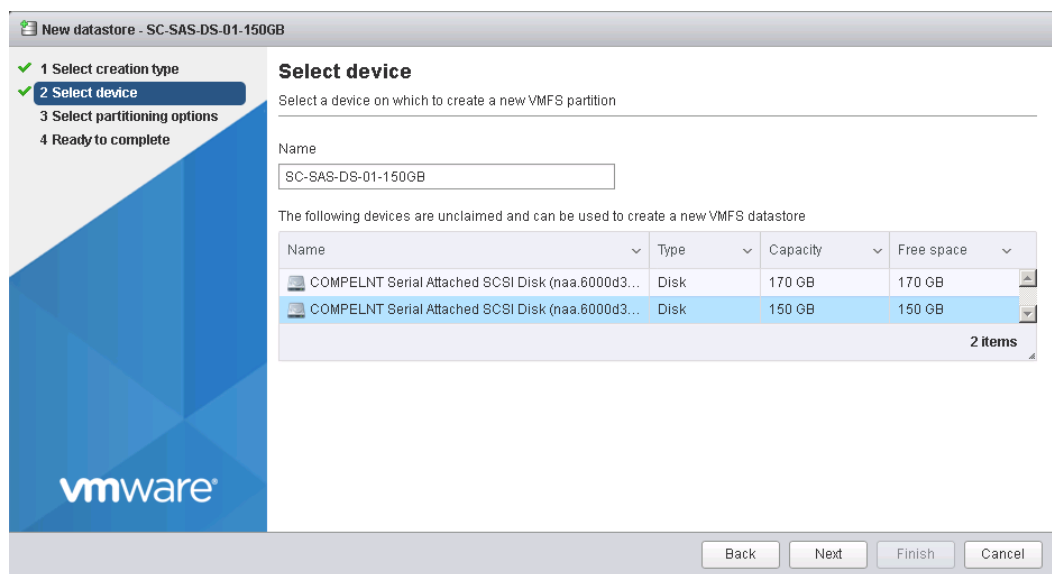 New datastore - SC-SAS-DS-01-150GB
1 Select creation type
2 Select device
3 Select partitioning options
4 Ready to complete
Select device
Select a device on which to create a new VMFS partition
Name
SC-SAS-DS-01-150GB
The following devices are unclaimed and can be used to create a new VMFS datastore
Name Type Capacity Free space
COMPELNT Serial Attached SCSI Disk (naa.6000d3... Disk 170 GB 170 GB
COMPELNT Serial Attached SCSI Disk (naa.6000d3... Disk 150 GB 150 GB
2 items
vmware®
Back Next Finish Cancel